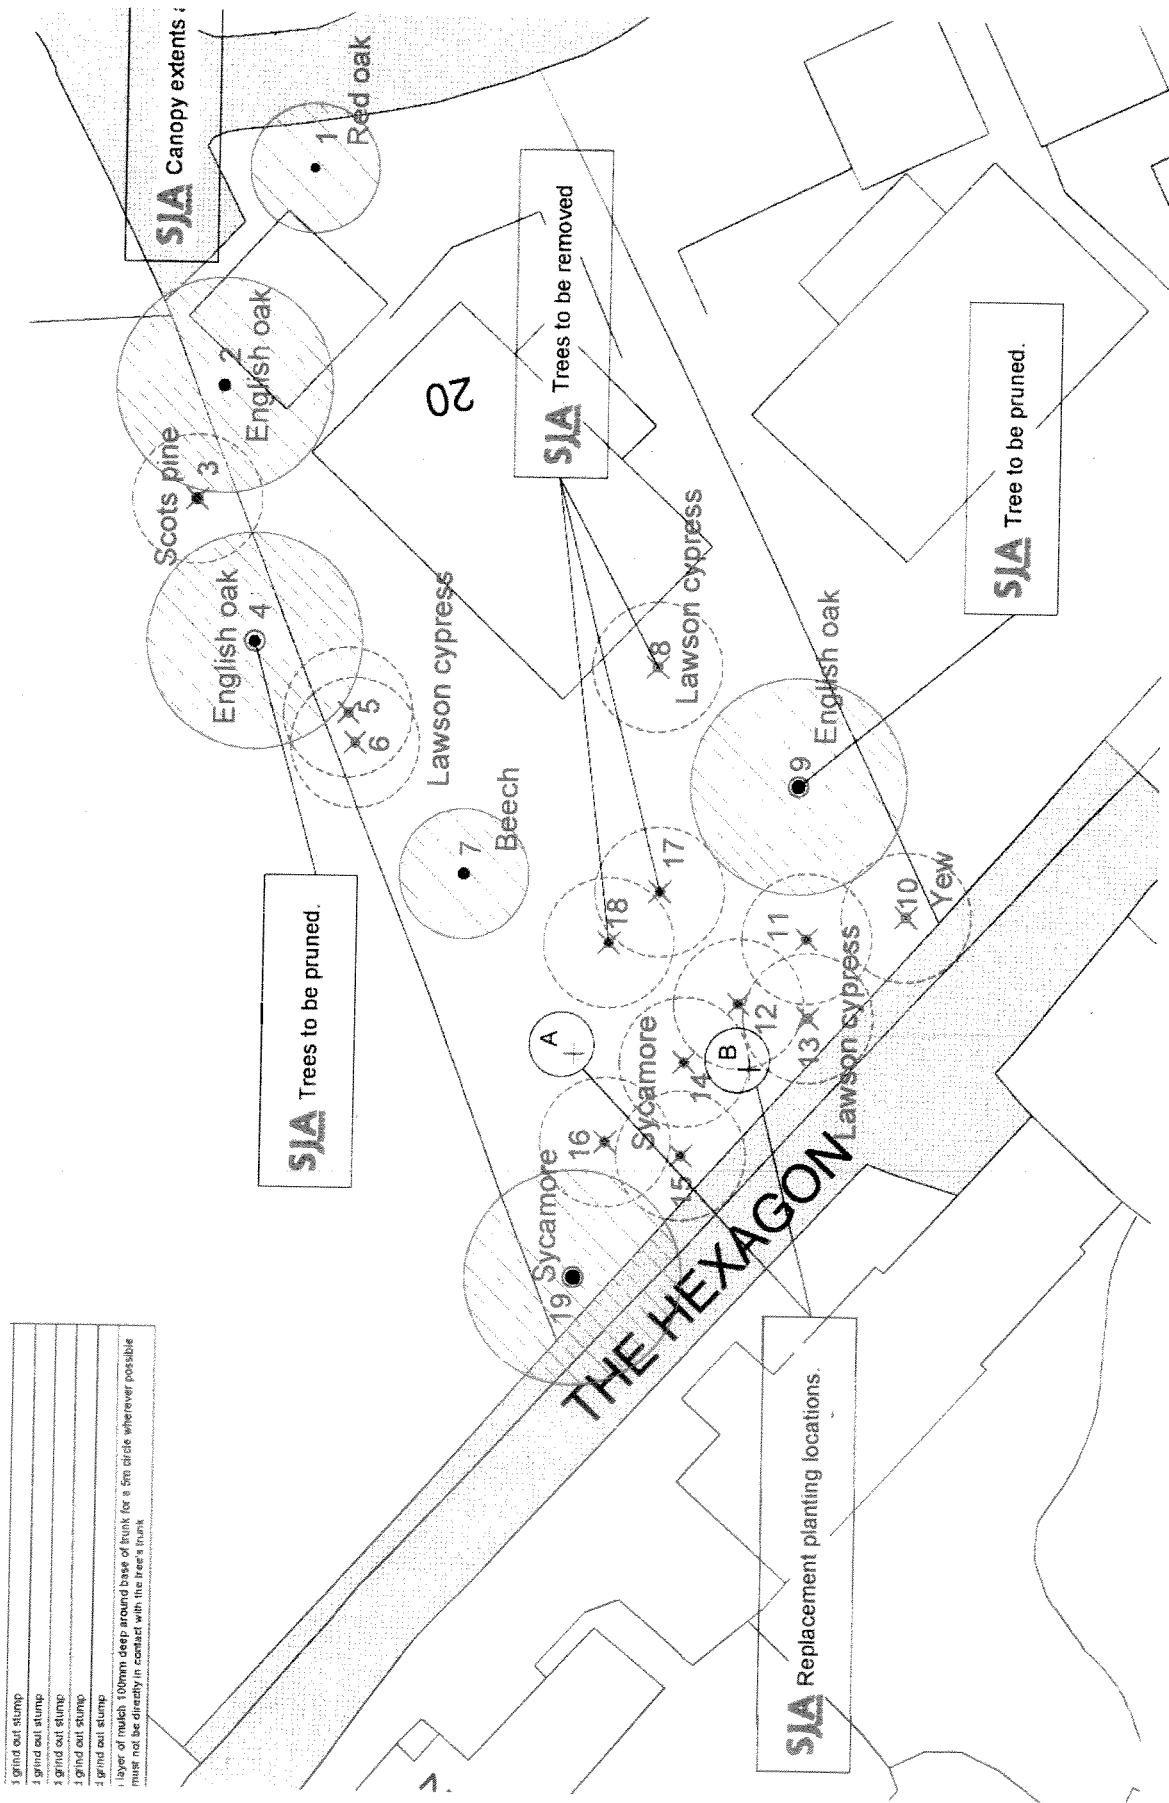 grind out stump
grind out stump
grind out stump
grind out stump
grind out stump
layer of mulch 100mm deep around base of trunk for a 5m circle wherever possible
must not be directly in contact with the tree's trunk
SJA Canopy extents
1
Red oak
2
English oak
Scots pine
3
English oak
4
5
6
Lawson cypress
SJA Trees to be pruned.
7
Beech
20
SJA Trees to be removed
8
Lawson cypress
9
English oak
SJA Tree to be pruned.
10
Yew
11
12
13
Lawson cypress
14
Sycamore
15
16
17
18
19
Sycamore
A
B
THE HEXAGON
SJA Replacement planting locations.